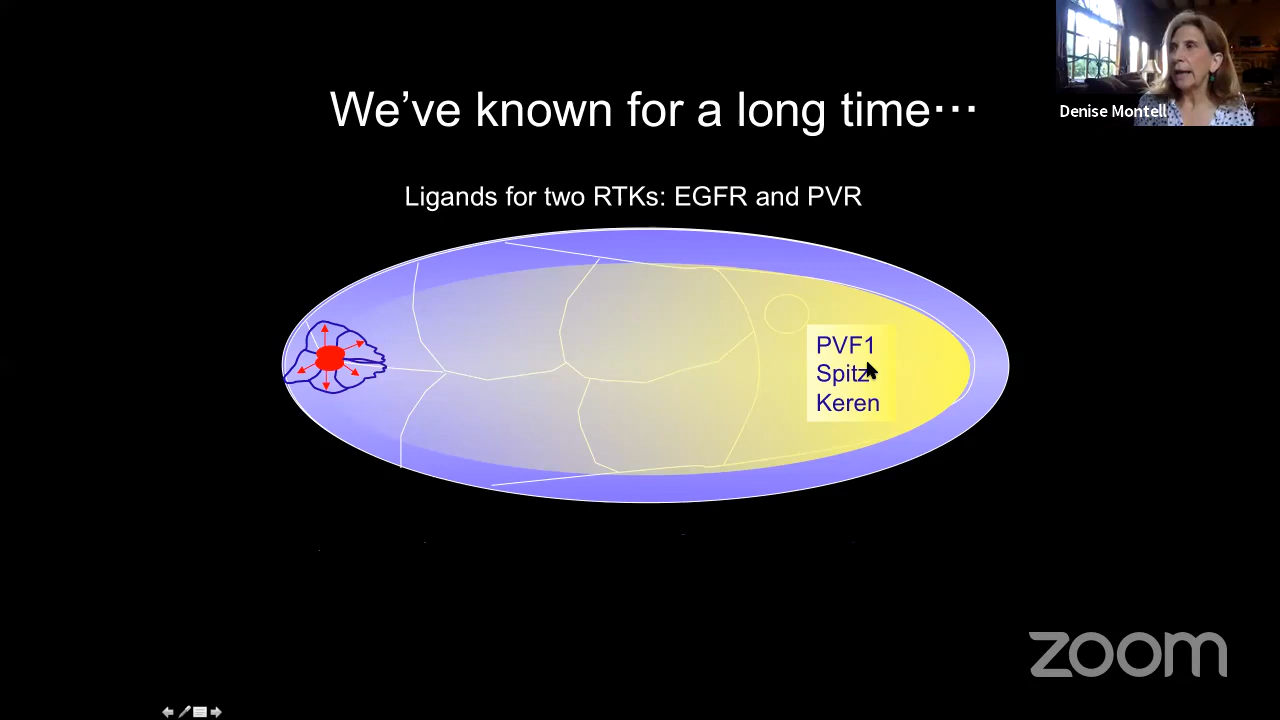 We’ve known for a long time…
Denise Montell
Ligands for two RTKs: EGFR and PVR
PVF1
Spitz
Keren
zoom